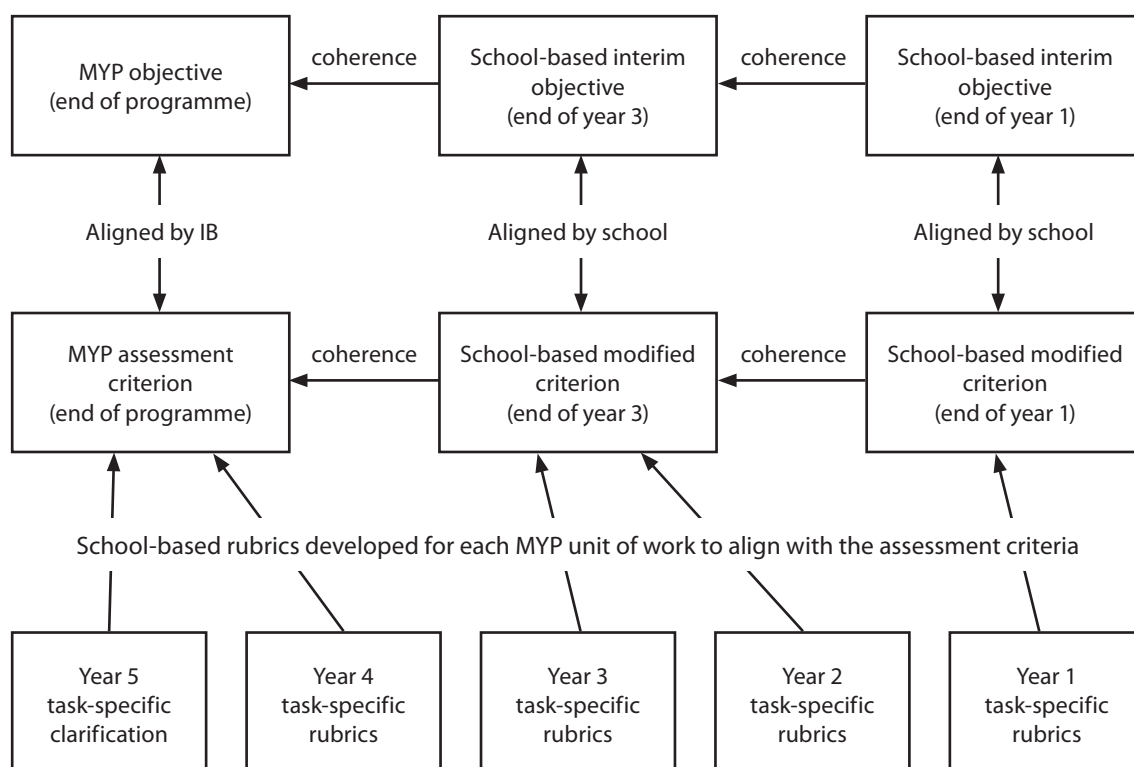 MYP objective
(end of programme)
coherence
School-based interim
objective
(end of year 3)
coherence
School-based interim
objective
(end of year 1)
Aligned by IB
Aligned by school
Aligned by school
MYP assessment
criterion
(end of programme)
coherence
School-based modified
criterion
(end of year 3)
coherence
School-based modified
criterion
(end of year 1)
School-based rubrics developed for each MYP unit of work to align with the assessment criteria
Year 5
task-specific
clarification
Year 4
task-specific
rubrics
Year 3
task-specific
rubrics
Year 2
task-specific
rubrics
Year 1
task-specific
rubrics